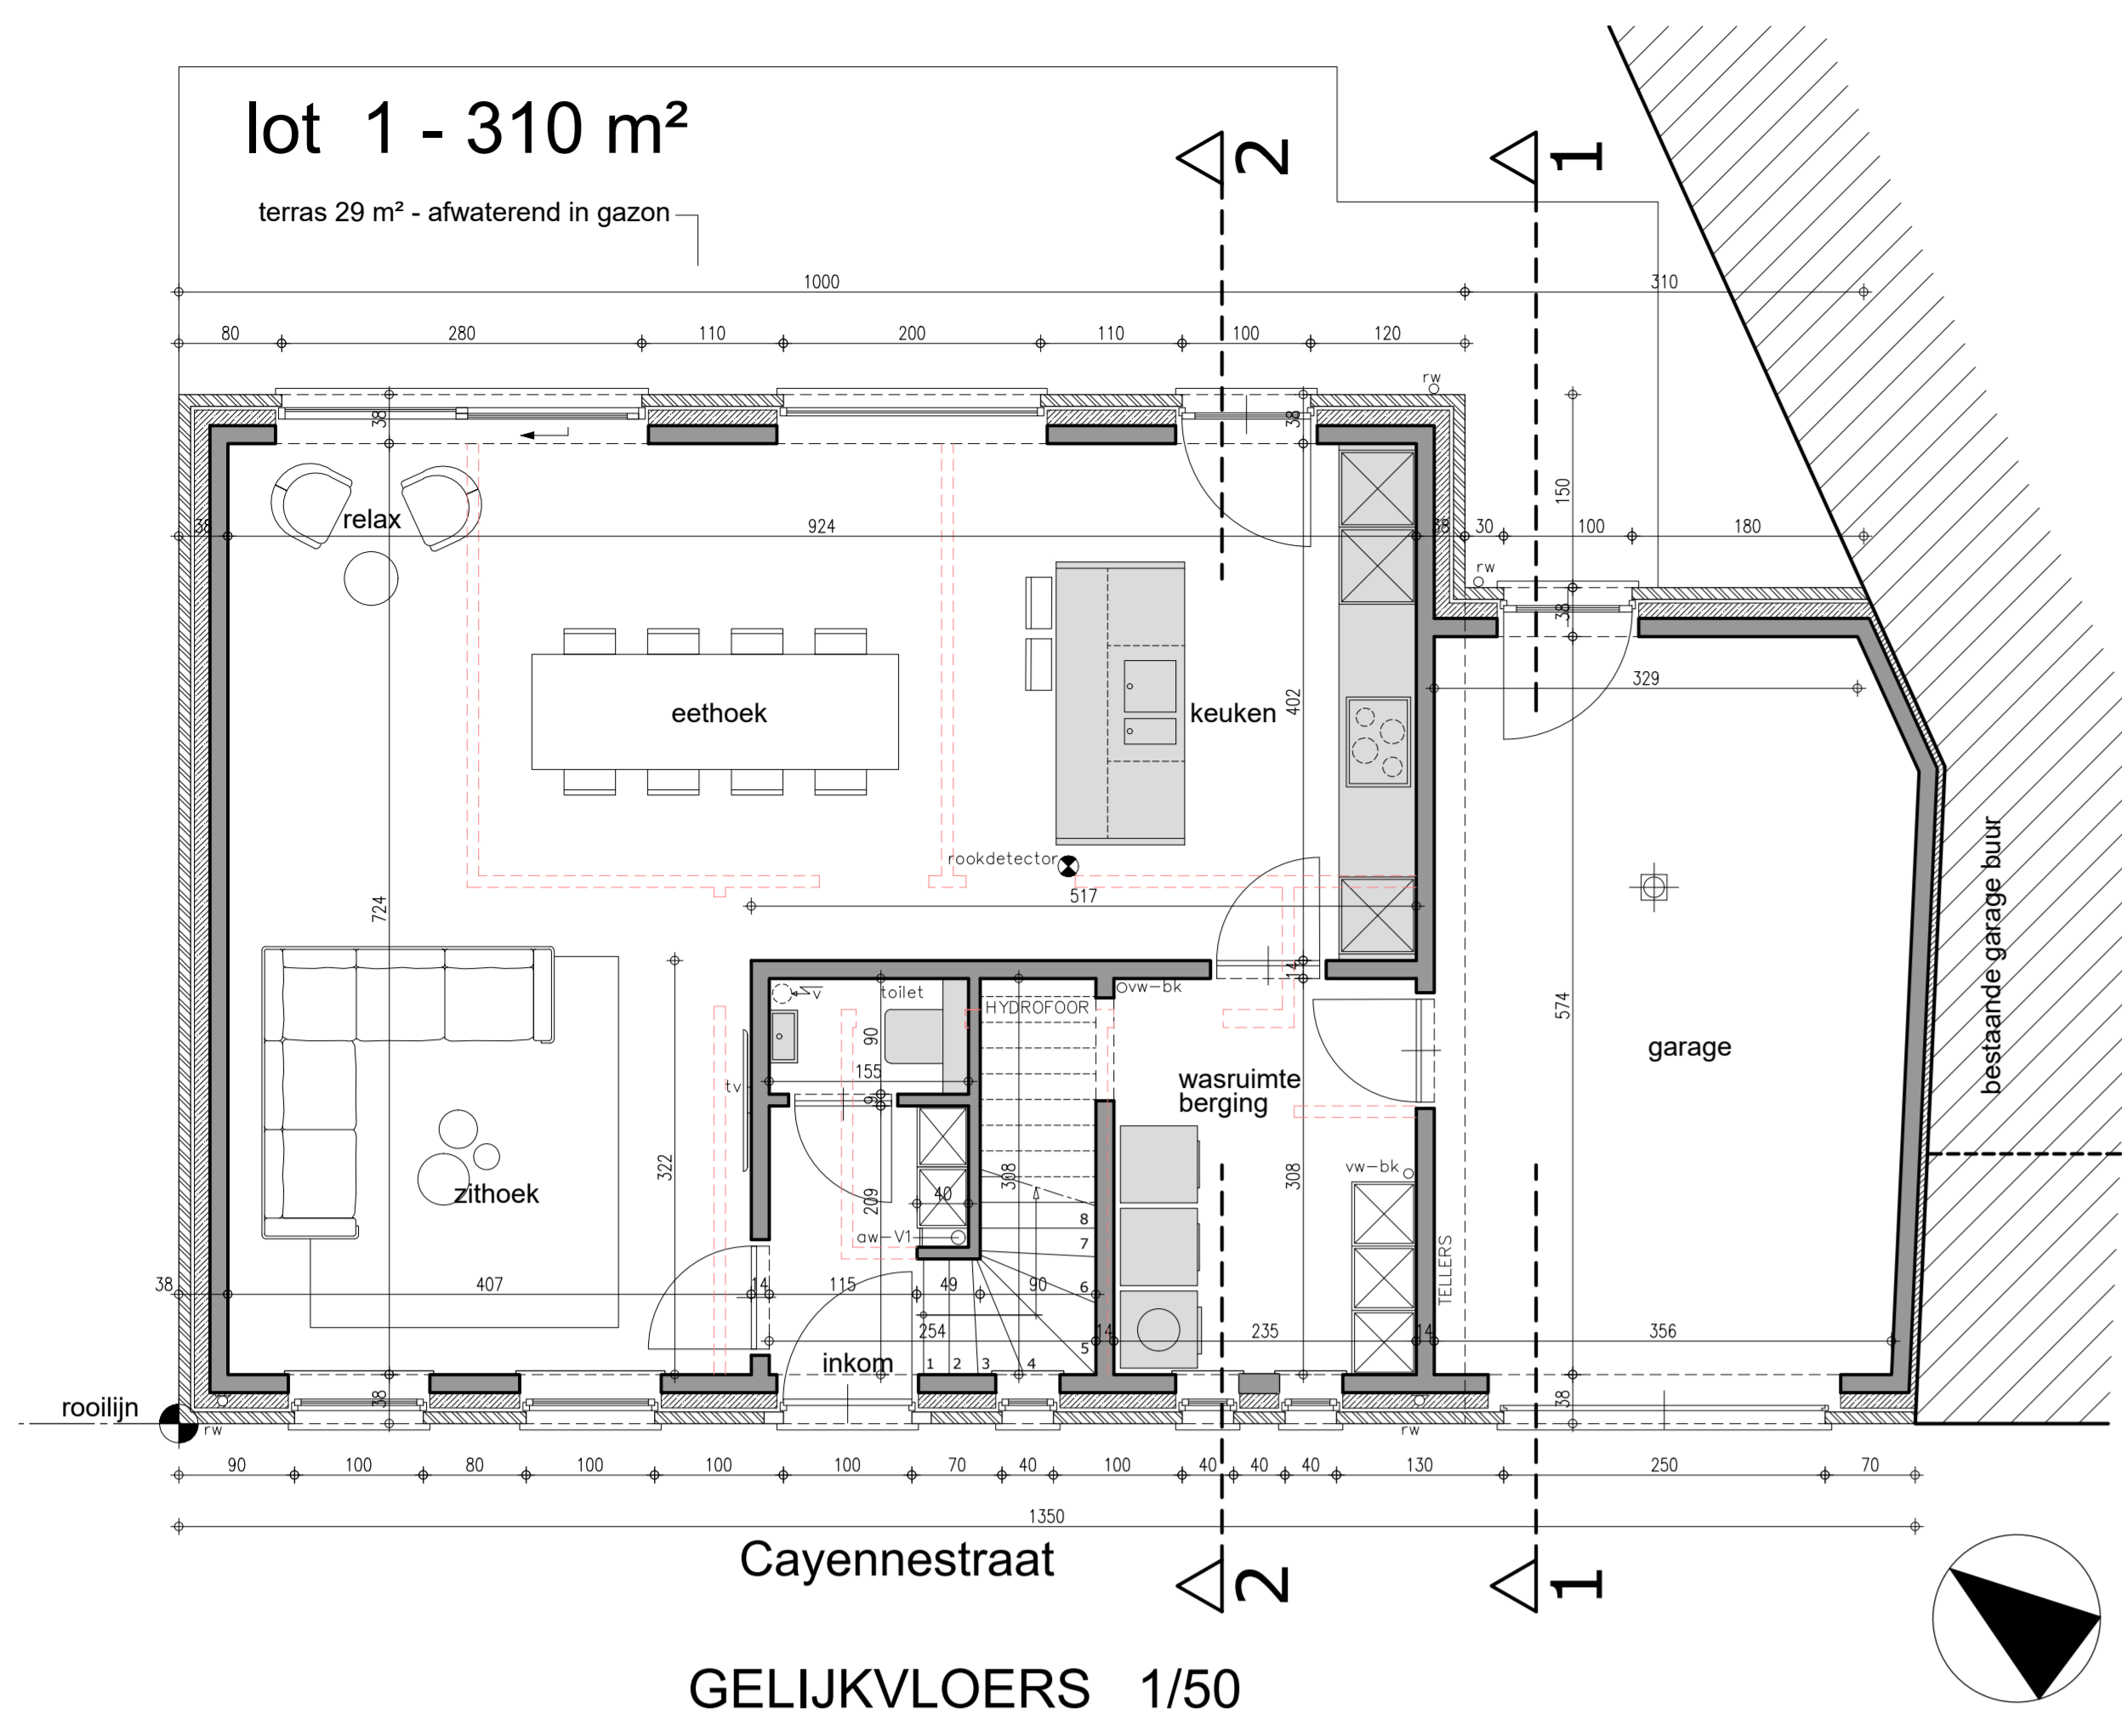 lot 1 - 310 m²
terras 29 m² - afwaterend in gazon
2
1
1000
310
80
280
110
200
110
100
120
rw
38
38
150
relax
38
924
38
30
100
180
rw
38
329
eethoek
keuken
402
rookdetector
517
724
bestaande garage buur
14
v
toilet
vw-bk
HYDROFOOR
574
90
garage
155
wasruimte
berging
tv
9
322
308
308
vw-bk
zithoek
209
40
8
aw-V1
7
TELLERS
38
407
14
115
49
90
6
254
14
235
14
356
5
inkom
1
2
3
4
38
38
rooilijn
rw
rw
90
100
80
100
100
100
70
40
100
40
40
40
130
250
70
1350
Cayennestraat
2
1
GELIJKVLOERS 1/50